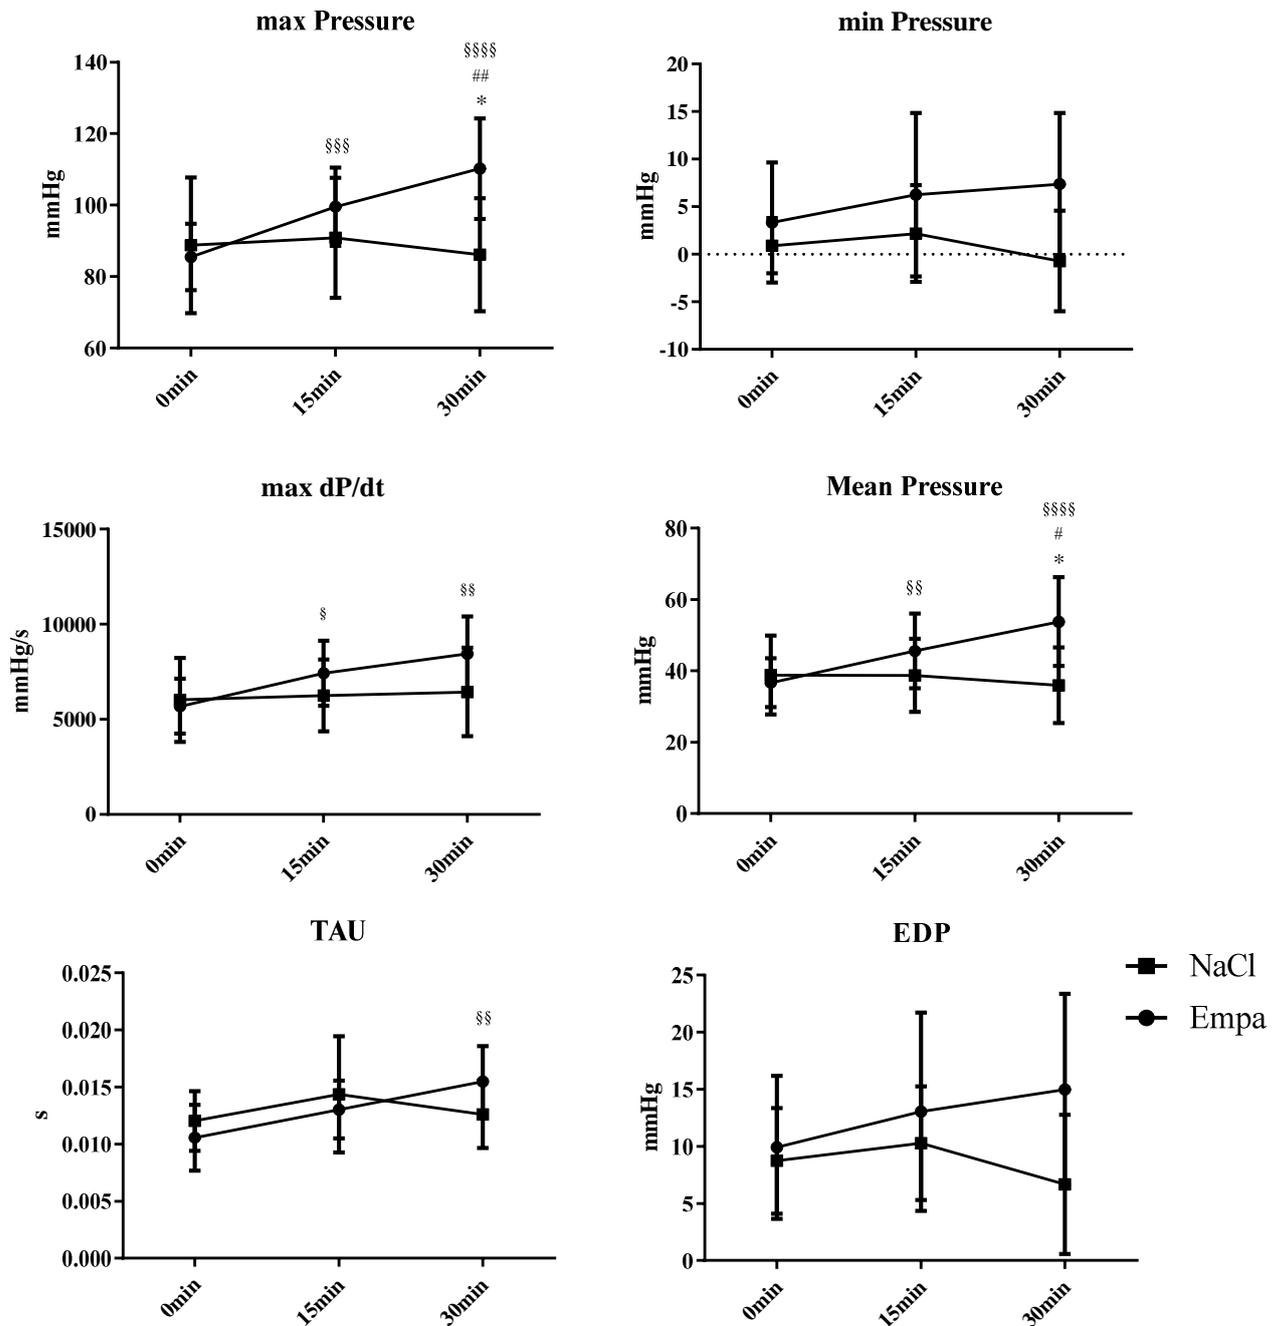 max Pressure
§§§§
##
*
§§§
140
120
100
80
60
mmHg
0min
15min
30min
min Pressure
20
15
10
5
0
-5
-10
mmHg
0min
15min
30min
max dP/dt
15000
10000
5000
0
mmHg/s
§
§§
0min
15min
30min
Mean Pressure
§§§§
#
*
§§
80
60
40
20
0
mmHg
0min
15min
30min
TAU
0.025
0.020
0.015
0.010
0.005
0.000
s
§§
0min
15min
30min
EDP
25
20
15
10
5
0
mmHg
0min
15min
30min
NaCl
Empa